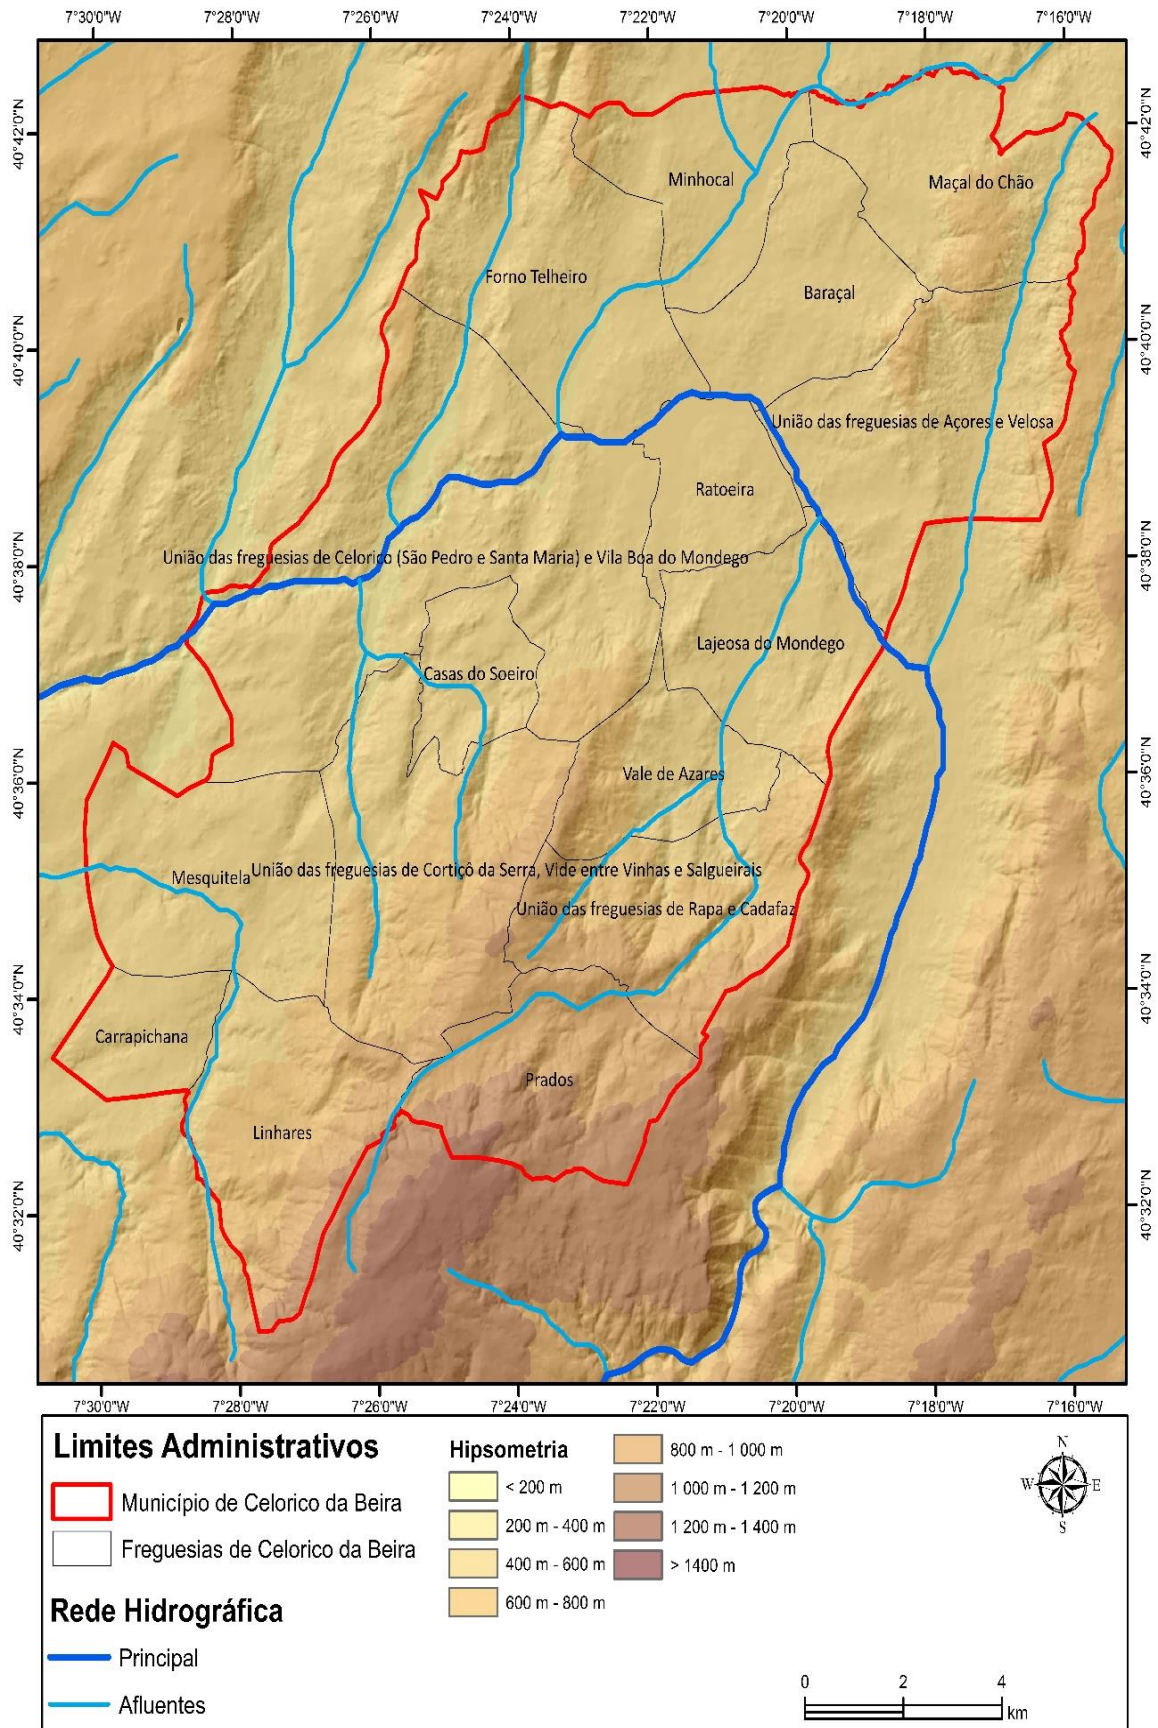 7°30'0"W 7°28'0"W 7°26'0"W 7°24'0"W 7°22'0"W 7°20'0"W 7°18'0"W 7°16'0"W
40°42'0"N
40°42'0"N
Minhocal
Maçal do Chão
Forno Telheiro
Baraçal
40°40'0"N
40°40'0"N
União das freguesias de Açores e Velosa
Ratoeira
40°38'0"N
40°38'0"N
União das freguesias de Celorico (São Pedro e Santa Maria) e Vila Boa do Mondego
Lajeosa do Mondego
Casas do Soeiro
40°36'0"N
40°36'0"N
Vale de Azares
Mesquitela
União das freguesias de Cortiçô da Serra, Vide entre Vinhas e Salgueirais
União das freguesias de Rapa e Cadafaz
40°34'0"N
40°34'0"N
Carrapichana
Prados
Linhares
40°32'0"N
40°32'0"N
7°30'0"W 7°28'0"W 7°26'0"W 7°24'0"W 7°22'0"W 7°20'0"W 7°18'0"W 7°16'0"W
Limites Administrativos
Município de Celorico da Beira
Freguesias de Celorico da Beira
Rede Hidrográfica
Principal
Afluentes
Hipsometria
< 200 m
200 m - 400 m
400 m - 600 m
600 m - 800 m
800 m - 1 000 m
1 000 m - 1 200 m
1 200 m - 1 400 m
> 1400 m
N
W E
S
0 2 4
km